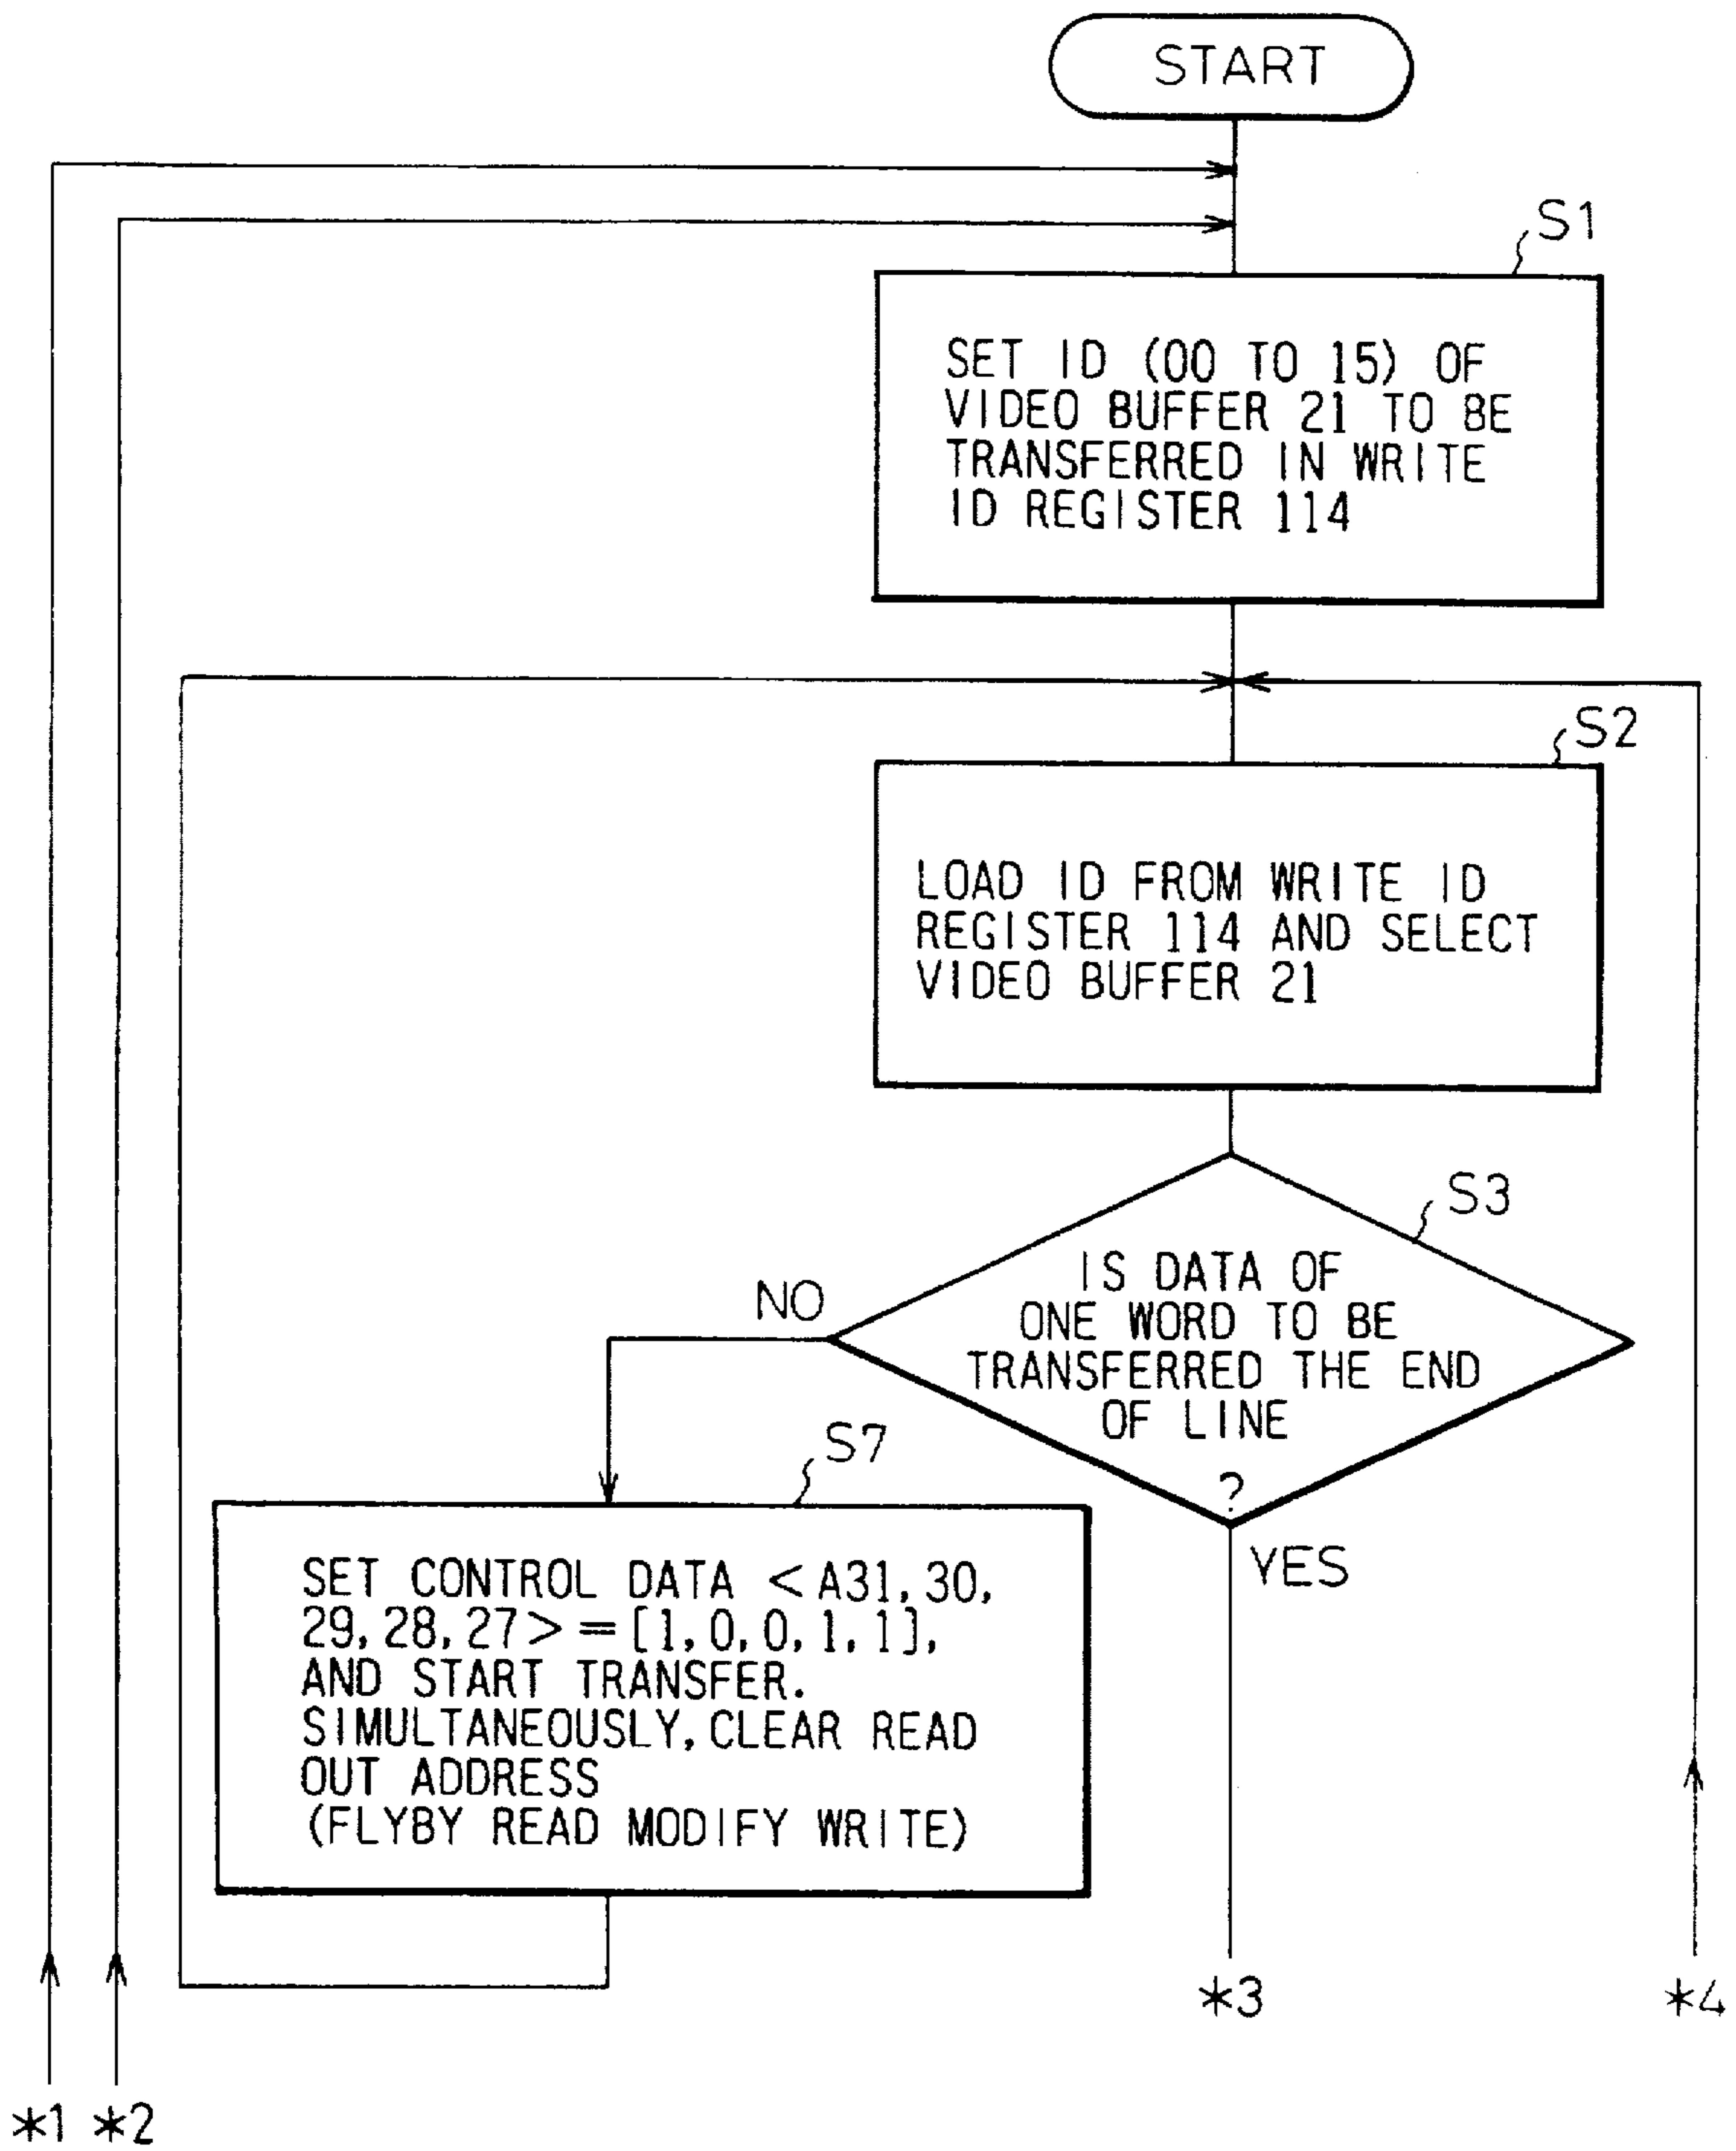 START
S1
SET ID (00 TO 15) OF
VIDEO BUFFER 21 TO BE
TRANSFERRED IN WRITE
ID REGISTER 114
S2
LOAD ID FROM WRITE ID
REGISTER 114 AND SELECT
VIDEO BUFFER 21
S3
IS DATA OF
ONE WORD TO BE
TRANSFERRED THE END
OF LINE
?
NO
YES
S7
SET CONTROL DATA <A31,30,
29,28,27>=[1,0,0,1,1],
AND START TRANSFER.
SIMULTANEOUSLY,CLEAR READ
OUT ADDRESS
(FLYBY READ MODIFY WRITE)
*3
*4
*1 *2